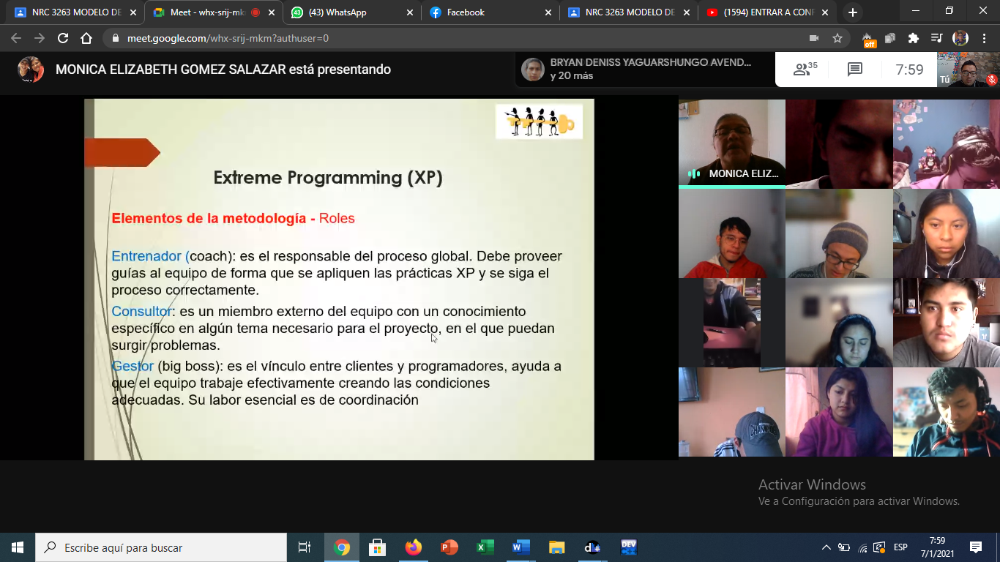 NRC 3263 MODELO DE
Meet - whx-srij-mk
(43) WhatsApp
Facebook
NRC 3263 MODELO DE
(1594) ENTRAR A CONF
meet.google.com/whx-srij-mkm?authuser=0
off
MONICA ELIZABETH GOMEZ SALAZAR está presentando
BRYAN DENISS YAGUARSHUNGO AVEND...
y 20 más
35
7:59
Tú
Extreme Programming (XP)
Elementos de la metodología - Roles
Entrenador (coach): es el responsable del proceso global. Debe proveer
guías al equipo de forma que se apliquen las prácticas XP y se siga el
proceso correctamente.
Consultor: es un miembro externo del equipo con un conocimiento
específico en algún tema necesario para el proyecto, en el que puedan
surgir problemas.
Gestor (big boss): es el vínculo entre clientes y programadores, ayuda a
que el equipo trabaje efectivamente creando las condiciones
adecuadas. Su labor esencial es de coordinación
MONICA ELIZ...
Activar Windows
Ve a Configuración para activar Windows.
Escribe aquí para buscar
DEV
ESP
7:59
7/1/2021